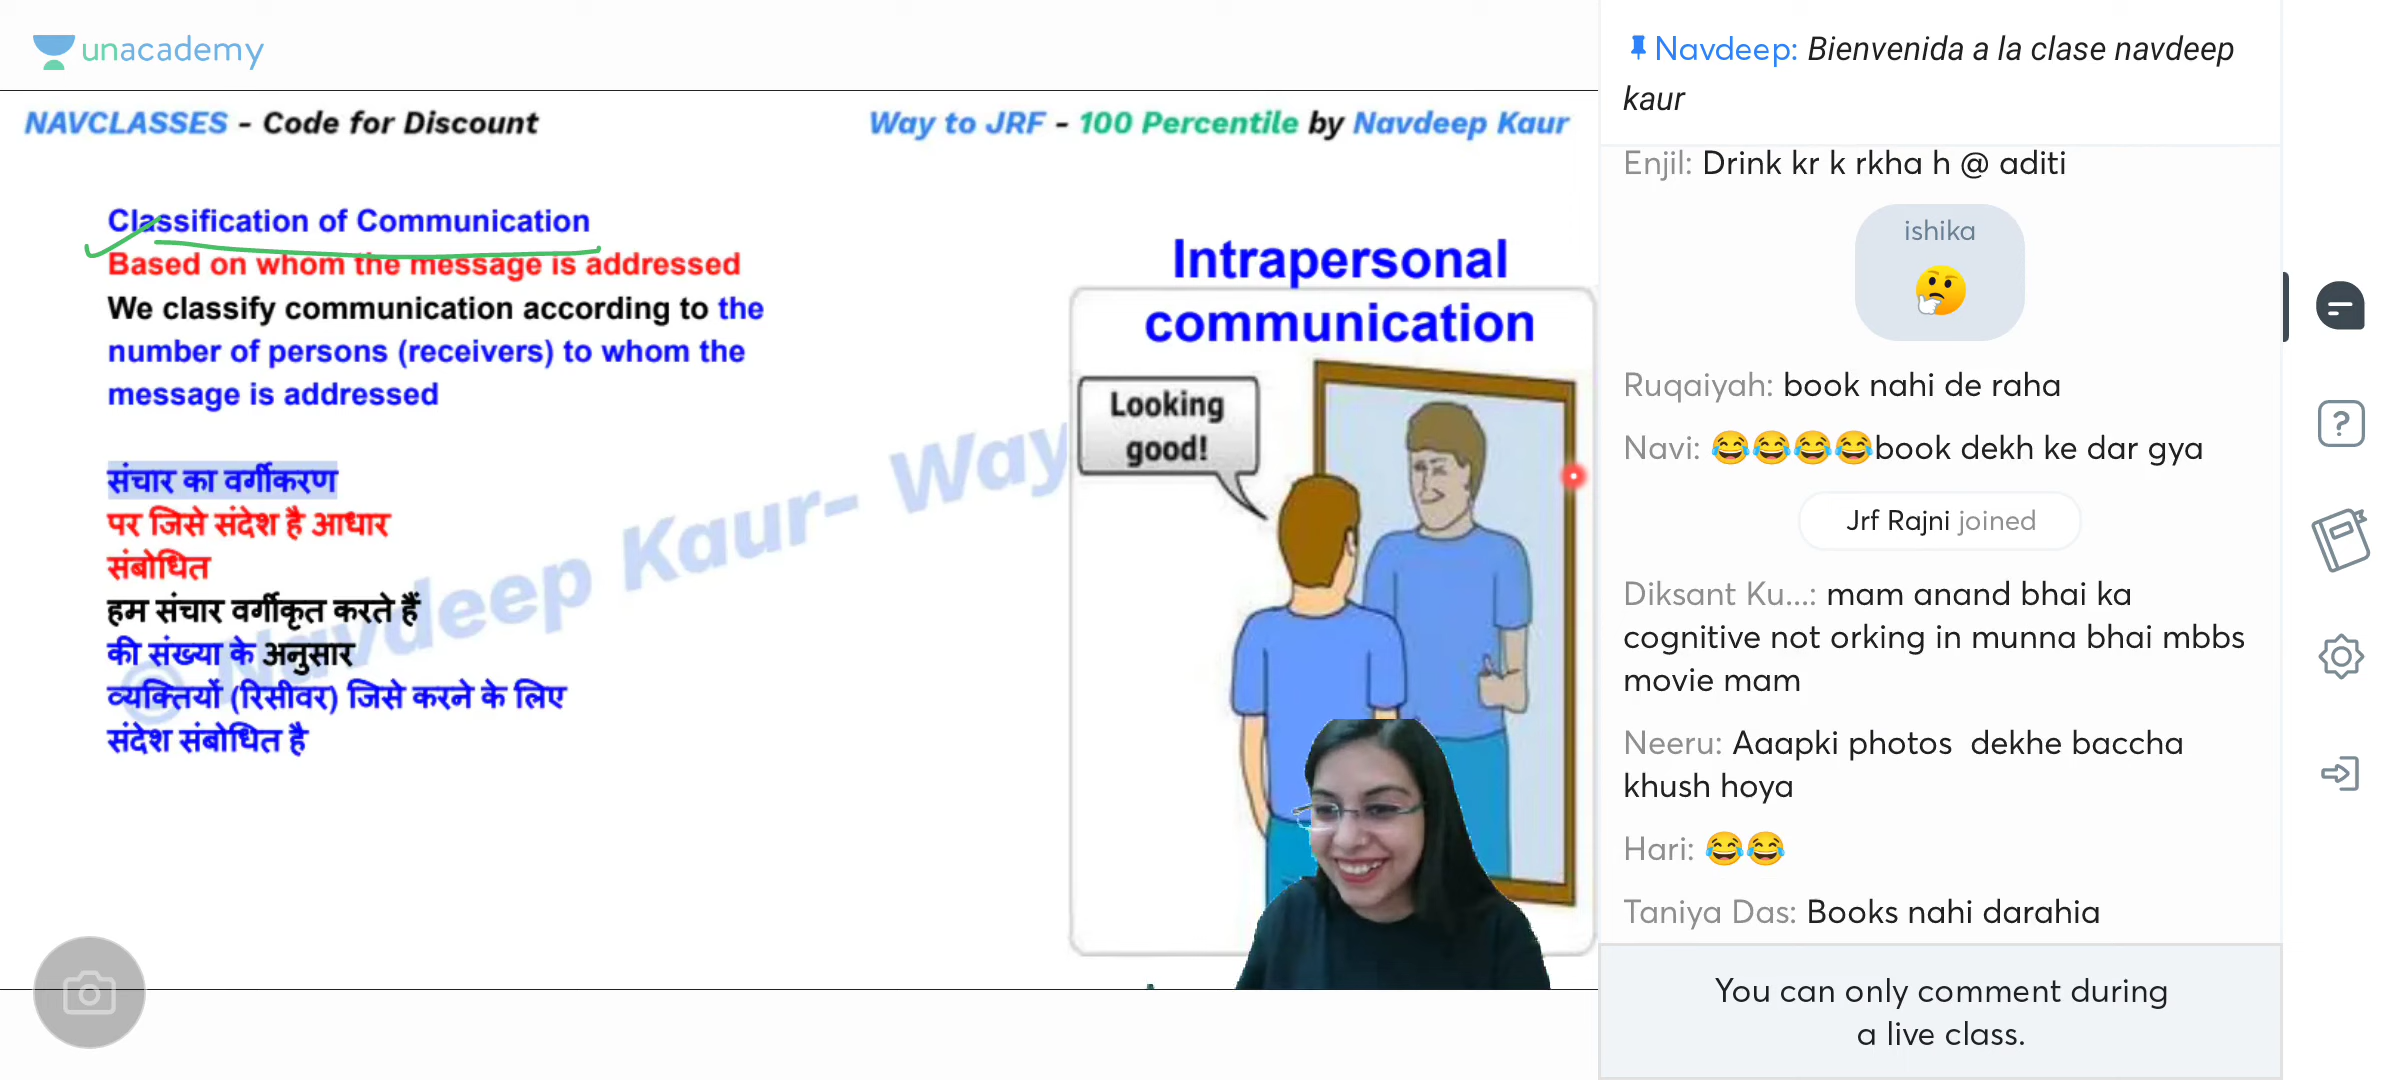 unacademy
NAVCLASSES - Code for Discount
Way to JRF - 100 Percentile by Navdeep Kaur
Classification of Communication
Based on whom the message is addressed
We classify communication according to the
number of persons (receivers) to whom the
message is addressed
संचार का वर्गीकरण
पर जिसे संदेश है आधार
संबोधित
हम संचार वर्गीकृत करते हैं
की संख्या के अनुसार
व्यक्तियों (रिसीवर) जिसे करने के लिए
संदेश संबोधित है
© Navdeep Kaur- Way
Intrapersonal
communication
Looking
good!
Navdeep: Bienvenida a la clase navdeep
kaur
Enjil: Drink kr k rkha h @ aditi
ishika
🤔
Ruqaiyah: book nahi de raha
Navi: 😂😂😂😂book dekh ke dar gya
Jrf Rajni joined
Diksant Ku...: mam anand bhai ka
cognitive not orking in munna bhai mbbs
movie mam
Neeru: Aaapki photos dekhe baccha
khush hoya
Hari: 😂😂
Taniya Das: Books nahi darahia
You can only comment during
a live class.